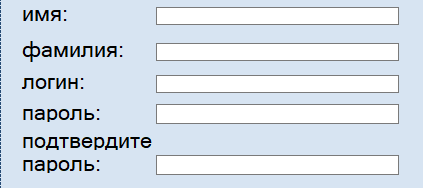 имя:
фамилия:
логин:
пароль:
подтвердите
пароль: